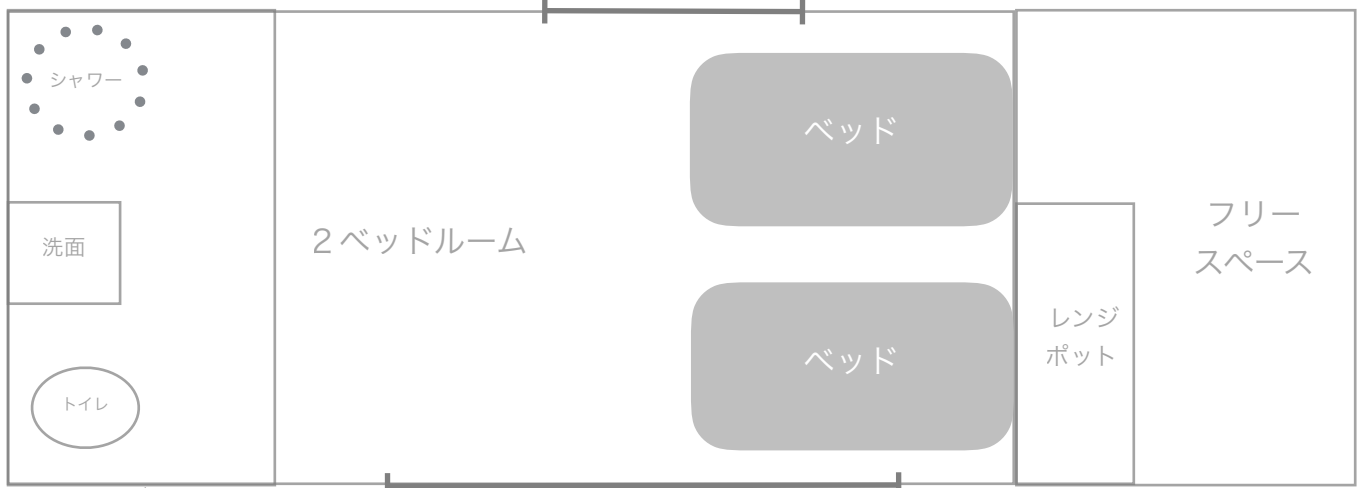 シャワー
洗面
トイレ
２ベッドルーム
ベッド
ベッド
レンジ
ポット
フリー
スペース